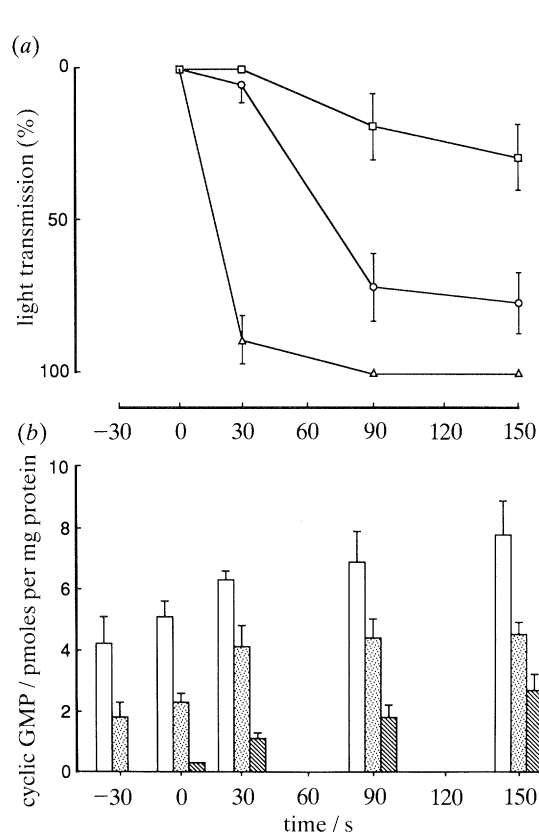 (a)
light transmission (%)
0
50
100
−30 0 30 60 90 120 150
(b)
cyclic GMP / pmoles per mg protein
10
8
6
4
2
0
−30 0 30 60 90 120 150
time / s